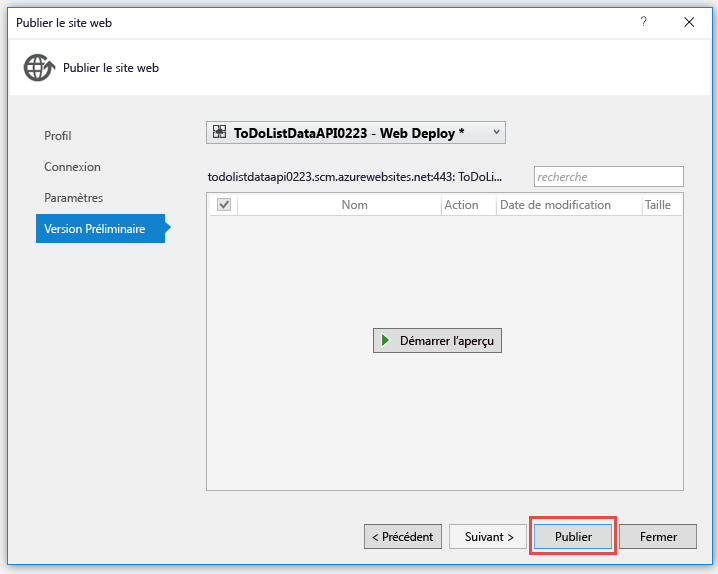 Publier le site web
?
Publier le site web
Profil
Connexion
Paramètres
Version Préliminaire
ToDoListDataAPI0223 - Web Deploy *
todolistdataapi0223.scm.azurewebsites.net:443: ToDoLi...
recherche
Nom Action Date de modification Taille
Démarrer l'aperçu
< Précédent Suivant > Publier Fermer